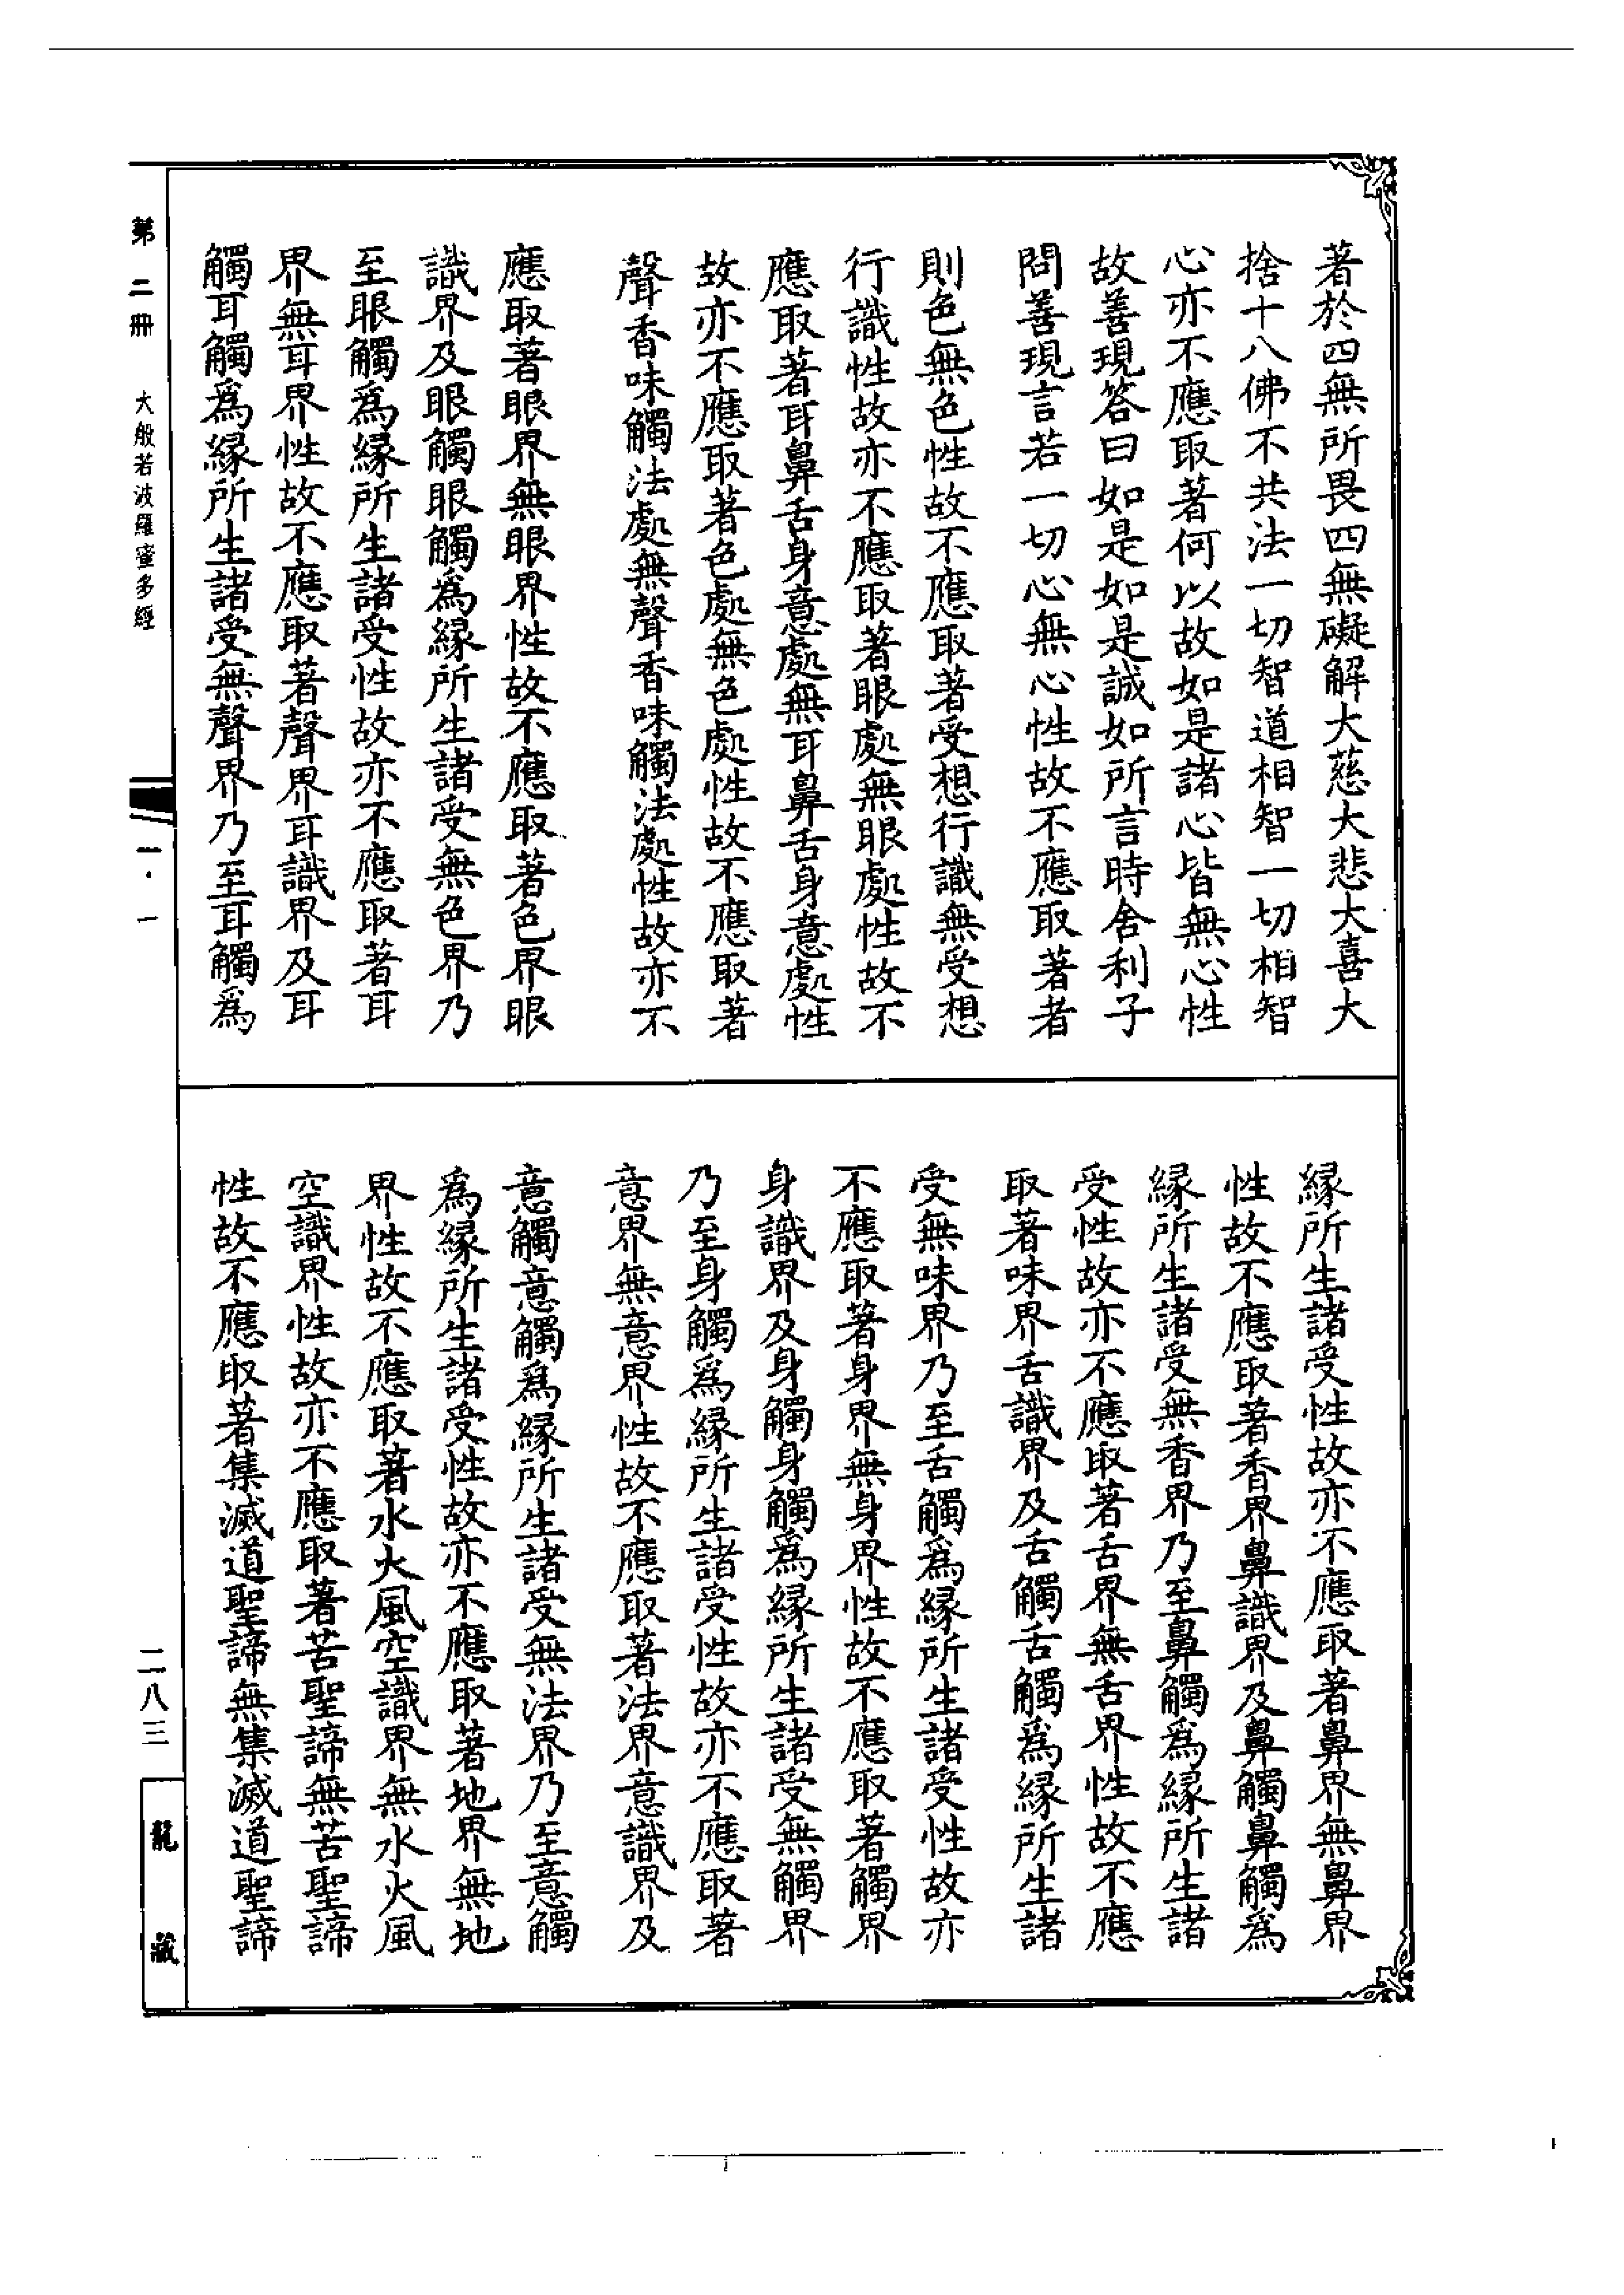 著於四無所畏四無礙解大慈大悲大喜大
捨十八佛不共法一切智道相智一切相智
心亦不應取著何以故如是諸心皆無心性
故善現答曰如是如是誠如所言時舍利子
問善現言若一切心無心性故不應取著者
則色無色性故不應取著受想行識無受想
行識性故亦不應取著眼處無眼處性故不
應取著耳鼻舌身意處無耳鼻舌身意處性
故亦不應取著色處無色處性故不應取著
聲香味觸法處無聲香味觸法處性故亦不
應取著眼界無眼界性故不應取著色界眼
識界及眼觸眼觸為緣所生諸受無色界乃
至眼觸為緣所生諸受性故亦不應取著耳
界無耳界性故不應取著聲界耳識界及耳
觸耳觸為緣所生諸受無聲界乃至耳觸為
緣所生諸受性故亦不應取著鼻界無鼻界
性故不應取著香界鼻識界及鼻觸鼻觸為
緣所生諸受無香界乃至鼻觸為緣所生諸
受性故亦不應取著舌界無舌界性故不應
取著味界舌識界及舌觸舌觸為緣所生諸
受無味界乃至舌觸為緣所生諸受性故亦
不應取著身界無身界性故不應取著觸界
身識界及身觸身觸為緣所生諸受無觸界
乃至身觸為緣所生諸受性故亦不應取著
意界無意界性故不應取著法界意識界及
意觸意觸為緣所生諸受無法界乃至意觸
為緣所生諸受性故亦不應取著地界無地
界性故不應取著水火風空識界無水火風
空識界性故亦不應取著苦聖諦無苦聖諦
性故不應取著集滅道聖諦無集滅道聖諦
第二冊 大般若波羅蜜多經 一·一
二八三
龍藏